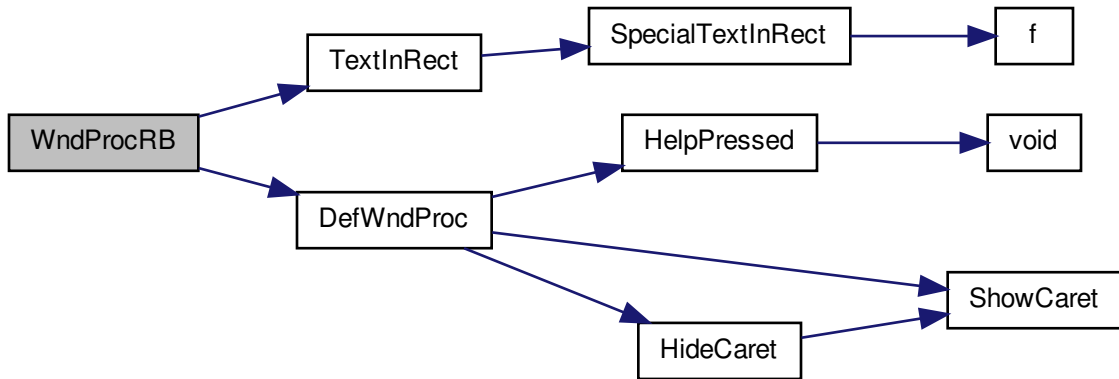 SpecialTextInRect
f
TextInRect
WndProcRB
HelpPressed
void
DefWndProc
ShowCaret
HideCaret